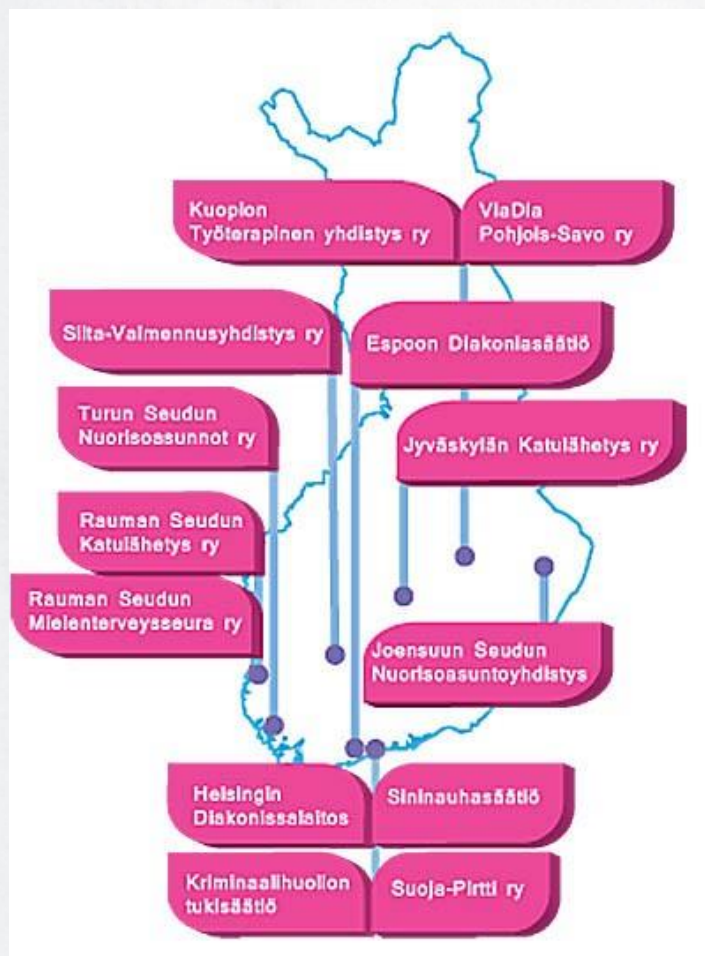 Kuopion
Työterapinen yhdistys ry
ViaDia
Pohjois-Savo ry
Silta-Valmennusyhdistys ry
Espoon Diakoniasäätiö
Turun Seudun
Nuorisoasunnot ry
Jyväskylän Katulähetys ry
Rauman Seudun
Katulähetys ry
Rauman Seudun
Mielenterveysseura ry
Joensuun Seudun
Nuorisoasuntoyhdistys
Helsingin
Diakonissalaitos
Sininauhasäätiö
Kriminaalihuollon
tukisäätiö
Suoja-Pirtti ry